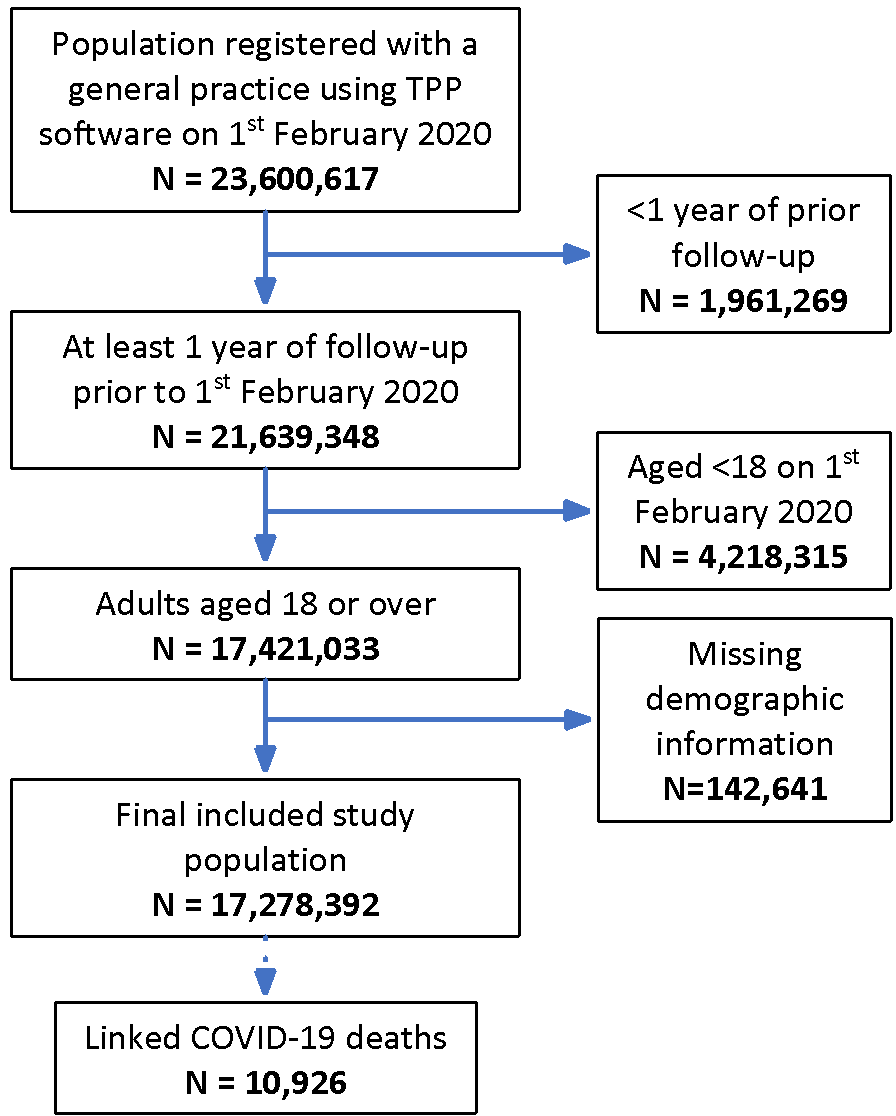 Population registered with a
general practice using TPP
software on 1st February 2020
N = 23,600,617
<1 year of prior
follow-up
N = 1,961,269
At least 1 year of follow-up
prior to 1st February 2020
N = 21,639,348
Aged <18 on 1st
February 2020
N = 4,218,315
Adults aged 18 or over
N = 17,421,033
Missing
demographic
information
N=142,641
Final included study
population
N = 17,278,392
Linked COVID-19 deaths
N = 10,926